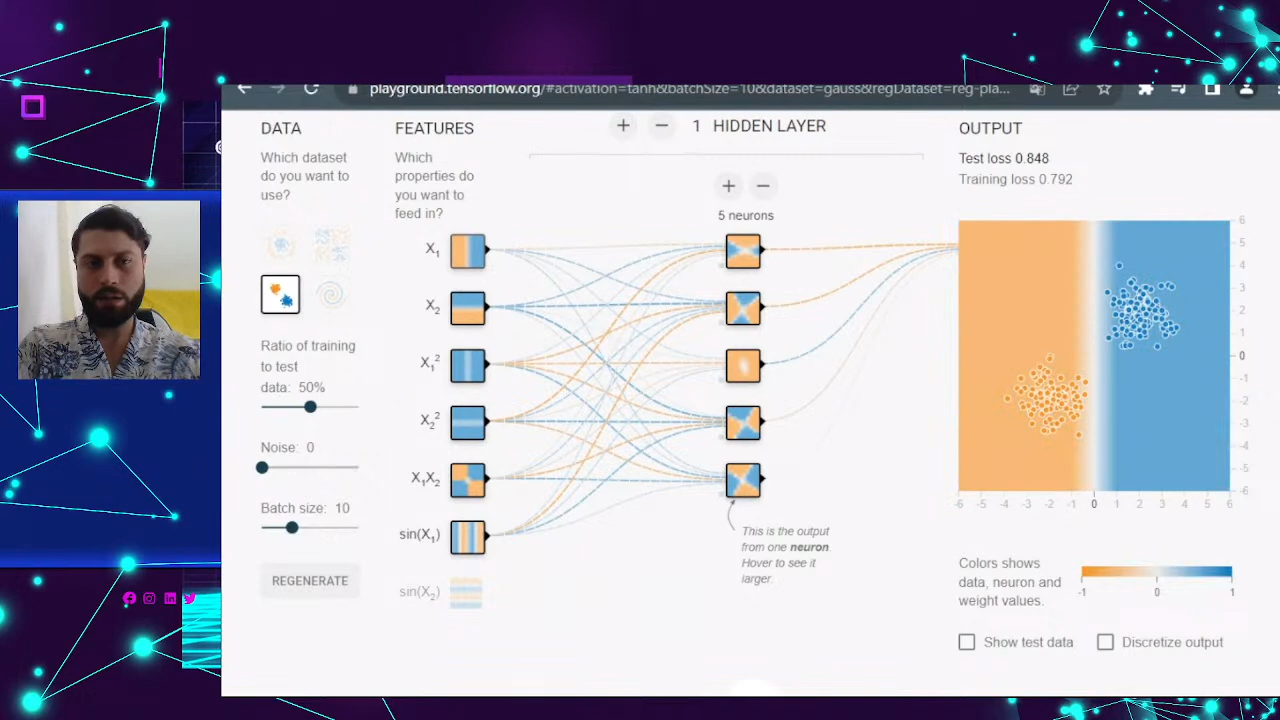 playground.tensorflow.org/#activation=tanh&batchSize=10&dataset=gauss&regDataset=reg-pla...
DATA
Which dataset
do you want to
use?
Ratio of training
to test
data: 50%
Noise: 0
Batch size: 10
REGENERATE
FEATURES
Which
properties do
you want to
feed in?
X1
X2
X1²
X2²
X1X2
sin(X1)
sin(X2)
+ − 1 HIDDEN LAYER
+ −
5 neurons
This is the output
from one neuron.
Hover to see it
larger.
OUTPUT
Test loss 0.848
Training loss 0.792
6
5
4
3
2
1
0
-1
-2
-3
-4
-5
-6
-6 -5 -4 -3 -2 -1 0 1 2 3 4 5 6
Colors shows
data, neuron and
weight values.
-1 0 1
Show test data
Discretize output